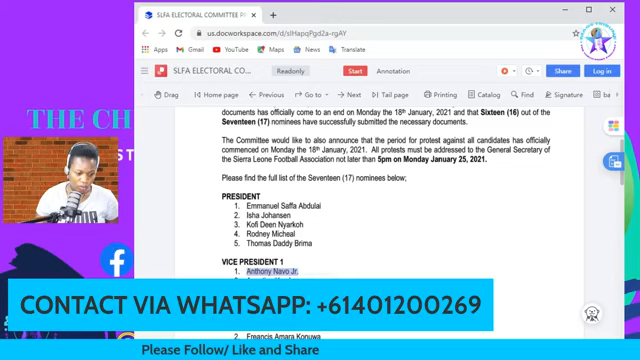 SLFA ELECTORAL COMMITTEE F
us.docworkspace.com/d/sIHapqPgd2a-rgAY
Apps Gmail YouTube Maps News Translate
SLFA ELECTORAL CO... Readonly Start Annotation Share Log in
Drag Home page Previous Go to Next Tail page Printing Catalog Find Signature ba
documents has officially come to an end on Monday the 18th January, 2021 and that Sixteen (16) out of the
Seventeen (17) nominees have successfully submitted the necessary documents.
The Committee would like to also announce that the period for protest against all candidates has officially
commenced on Monday the 18th January, 2021. All protests must be addressed to the General Secretary of
the Sierra Leone Football Association not later than 5pm on Monday January 25, 2021.
Please find the full list of the Seventeen (17) nominees below;
PRESIDENT
1. Emmanuel Saffa Abdulai
2. Isha Johansen
3. Kofi Deen Nyarkoh
4. Rodney Micheal
5. Thomas Daddy Brima
VICE PRESIDENT 1
1. Anthony Navo Jr.
THE CH
CONTACT VIA WHATSAPP: +61401200269
2. Freancis Amara Konuwa
Please Follow/ Like and Share